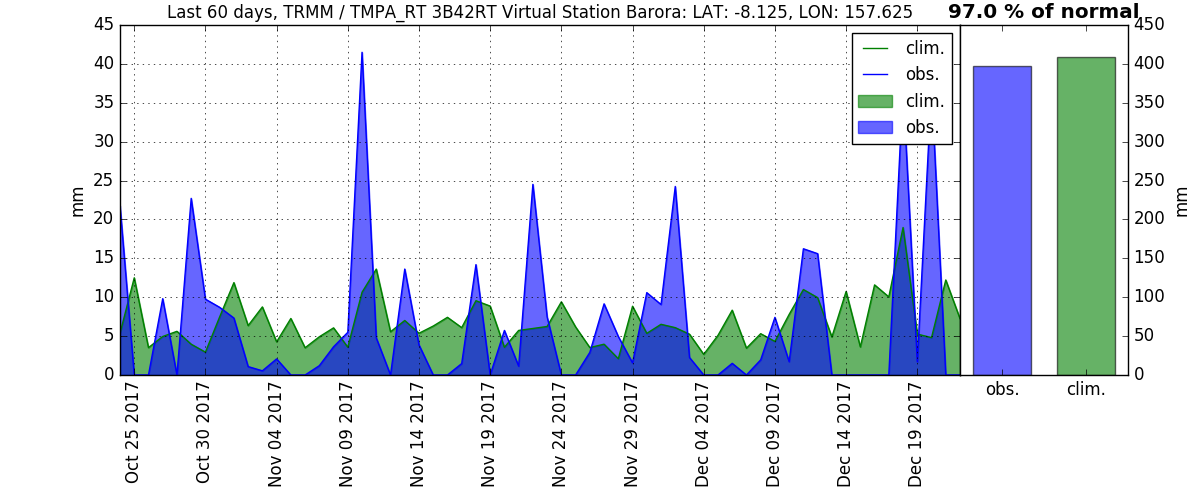 Last 60 days, TRMM / TMPA_RT 3B42RT Virtual Station Barora: LAT: -8.125, LON: 157.625
97.0 % of normal
45
40
35
30
25
20
15
10
5
0
mm
clim.
obs.
clim.
obs.
450
400
350
300
250
200
150
100
50
0
mm
obs.
clim.
Oct 25 2017
Oct 30 2017
Nov 04 2017
Nov 09 2017
Nov 14 2017
Nov 19 2017
Nov 24 2017
Nov 29 2017
Dec 04 2017
Dec 09 2017
Dec 14 2017
Dec 19 2017